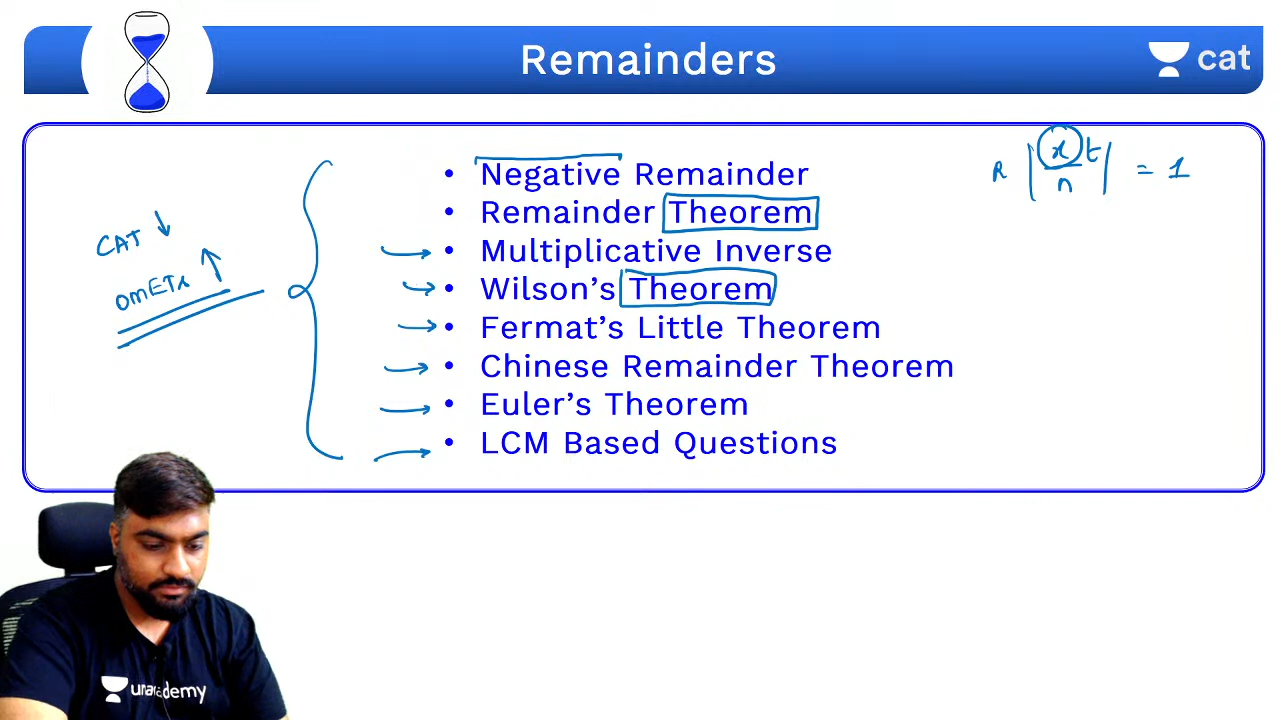 Remainders
cat
• Negative Remainder
• Remainder Theorem
• Multiplicative Inverse
• Wilson's Theorem
• Fermat's Little Theorem
• Chinese Remainder Theorem
• Euler's Theorem
• LCM Based Questions
CAT ↓
OMETs ↑
R | x t / n | = 1
unacademy